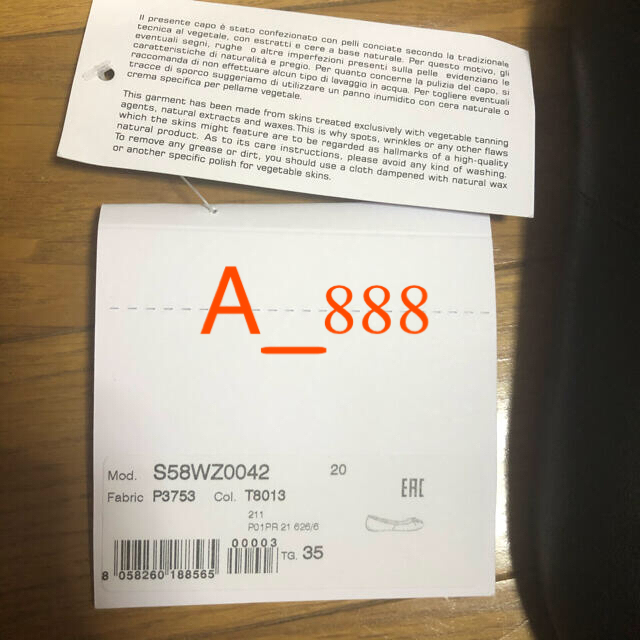 Il presente capo è stato confezionato con pelli conciate secondo la tradizionale
tecnica al vegetale, con estratti e cere a base naturale. Per questo motivo, gli
eventuali segni, rughe o altre imperfezioni presenti sulla pelle evidenziano le
caratteristiche di naturalità e pregio. Per quanto concerne la pulizia del capo, si
raccomanda di non effettuare alcun tipo di lavaggio in acqua. Per togliere eventuali
tracce di sporco suggeriamo di utilizzare un panno inumidito con cera naturale o
crema specifica per pellame vegetale.
This garment has been made from skins treated exclusively with vegetable tanning
agents, natural extracts and waxes.This is why spots, wrinkles or any other flaws
which the skins might feature are to be regarded as hallmarks of a high-quality
natural product. As to its care instructions, please avoid any kind of washing.
To remove any grease or dirt, you should use a cloth dampened with natural wax
or another specific polish for vegetable skins.
A_888
Mod. S58WZ0042 20
Fabric P3753 Col. T8013
EAC
211
P01PR 21 626/6
00003
TG. 35
8 058260 188565